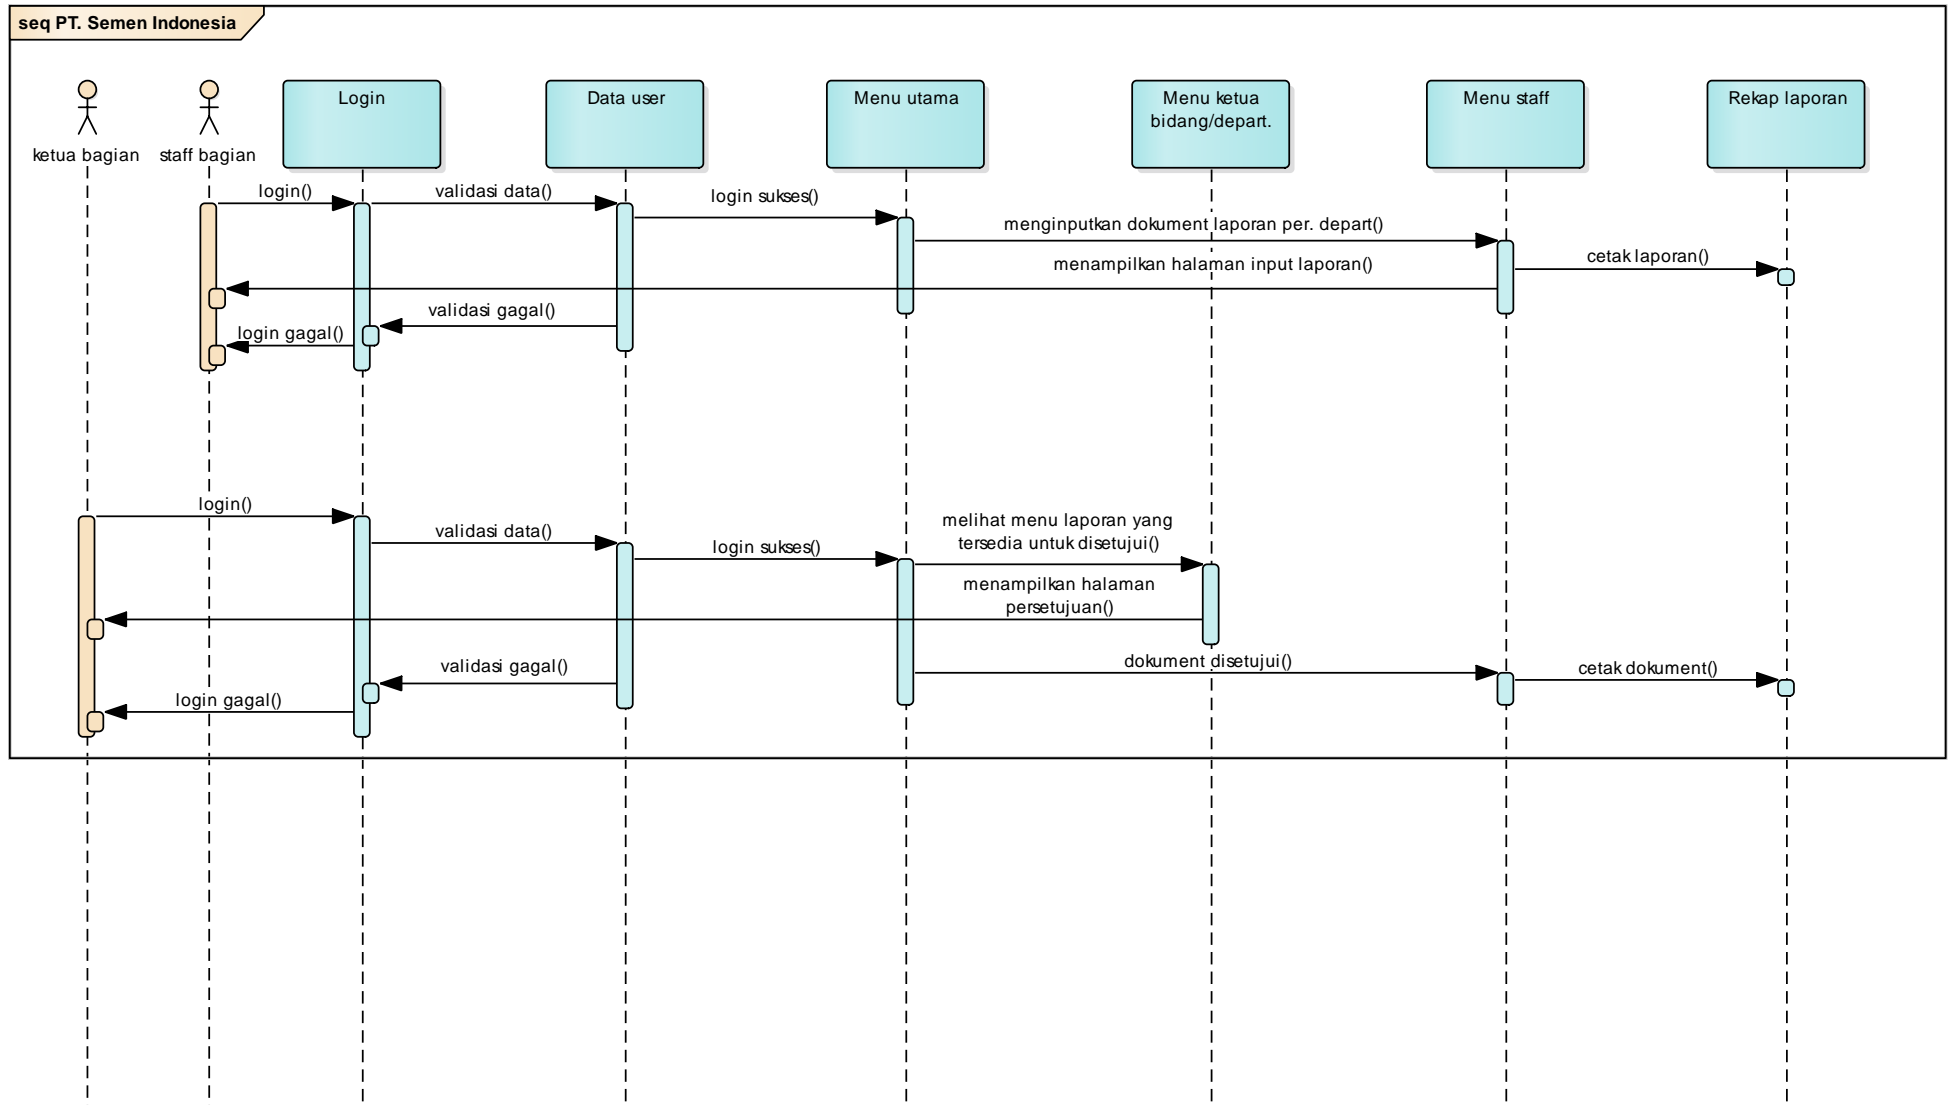 seq PT. Semen Indonesia
ketua bagian
staff bagian
Login
Data user
Menu utama
Menu ketua
bidang/depart.
Menu staff
Rekap laporan
login()
validasi data()
login sukses()
menginputkan dokument laporan per. depart()
cetak laporan()
menampilkan halaman input laporan()
validasi gagal()
login gagal()
login()
validasi data()
login sukses()
melihat menu laporan yang
tersedia untuk disetujui()
menampilkan halaman
persetujuan()
dokument disetujui()
cetak dokument()
validasi gagal()
login gagal()